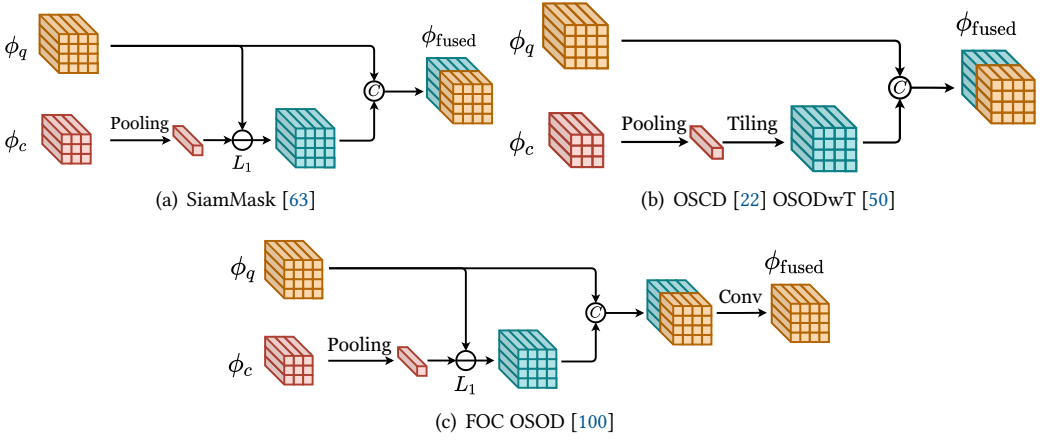 ϕq
Pooling
L1
C
ϕfused
ϕc
(a) SiamMask [63]
ϕq
Pooling
Tiling
C
ϕfused
ϕc
(b) OSCD [22] OSODwT [50]
ϕq
Pooling
L1
C
Conv
ϕfused
ϕc
(c) FOC OSOD [100]